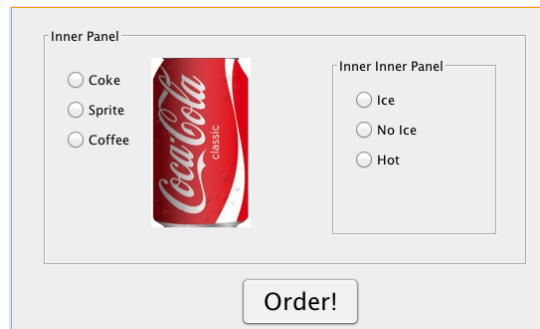 Inner Panel
Coke
Sprite
Coffee
Coca-Cola
classic
Inner Inner Panel
Ice
No Ice
Hot
Order!